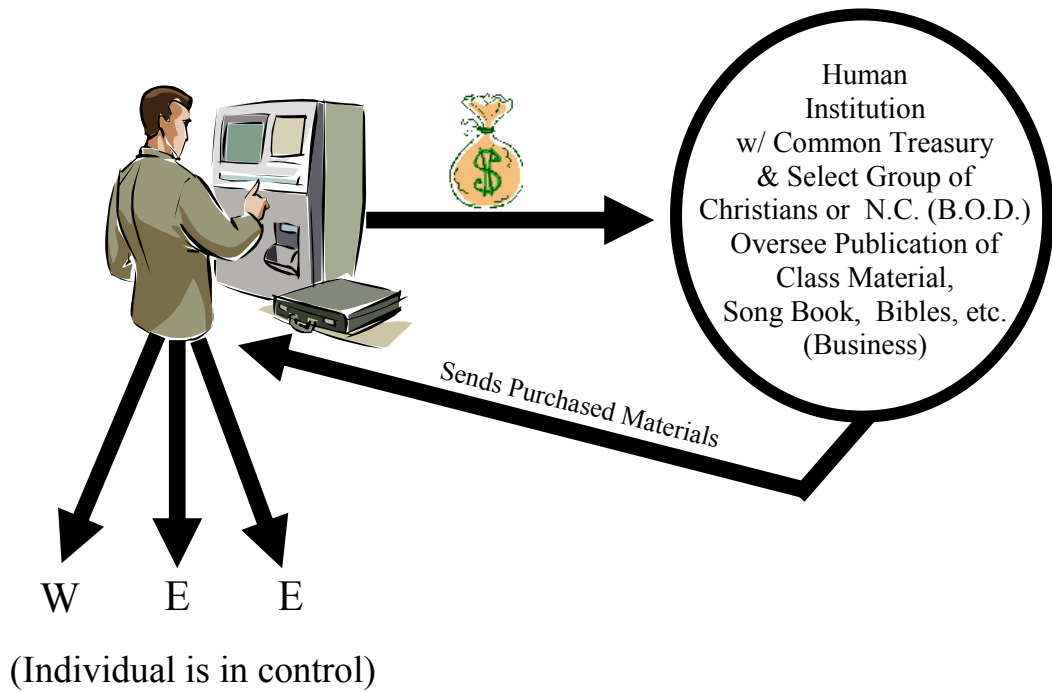 Human
Institution
w/ Common Treasury
& Select Group of
Christians or N.C. (B.O.D.)
Oversee Publication of
Class Material,
Song Book, Bibles, etc.
(Business)
$
Sends Purchased Materials
W E E
(Individual is in control)